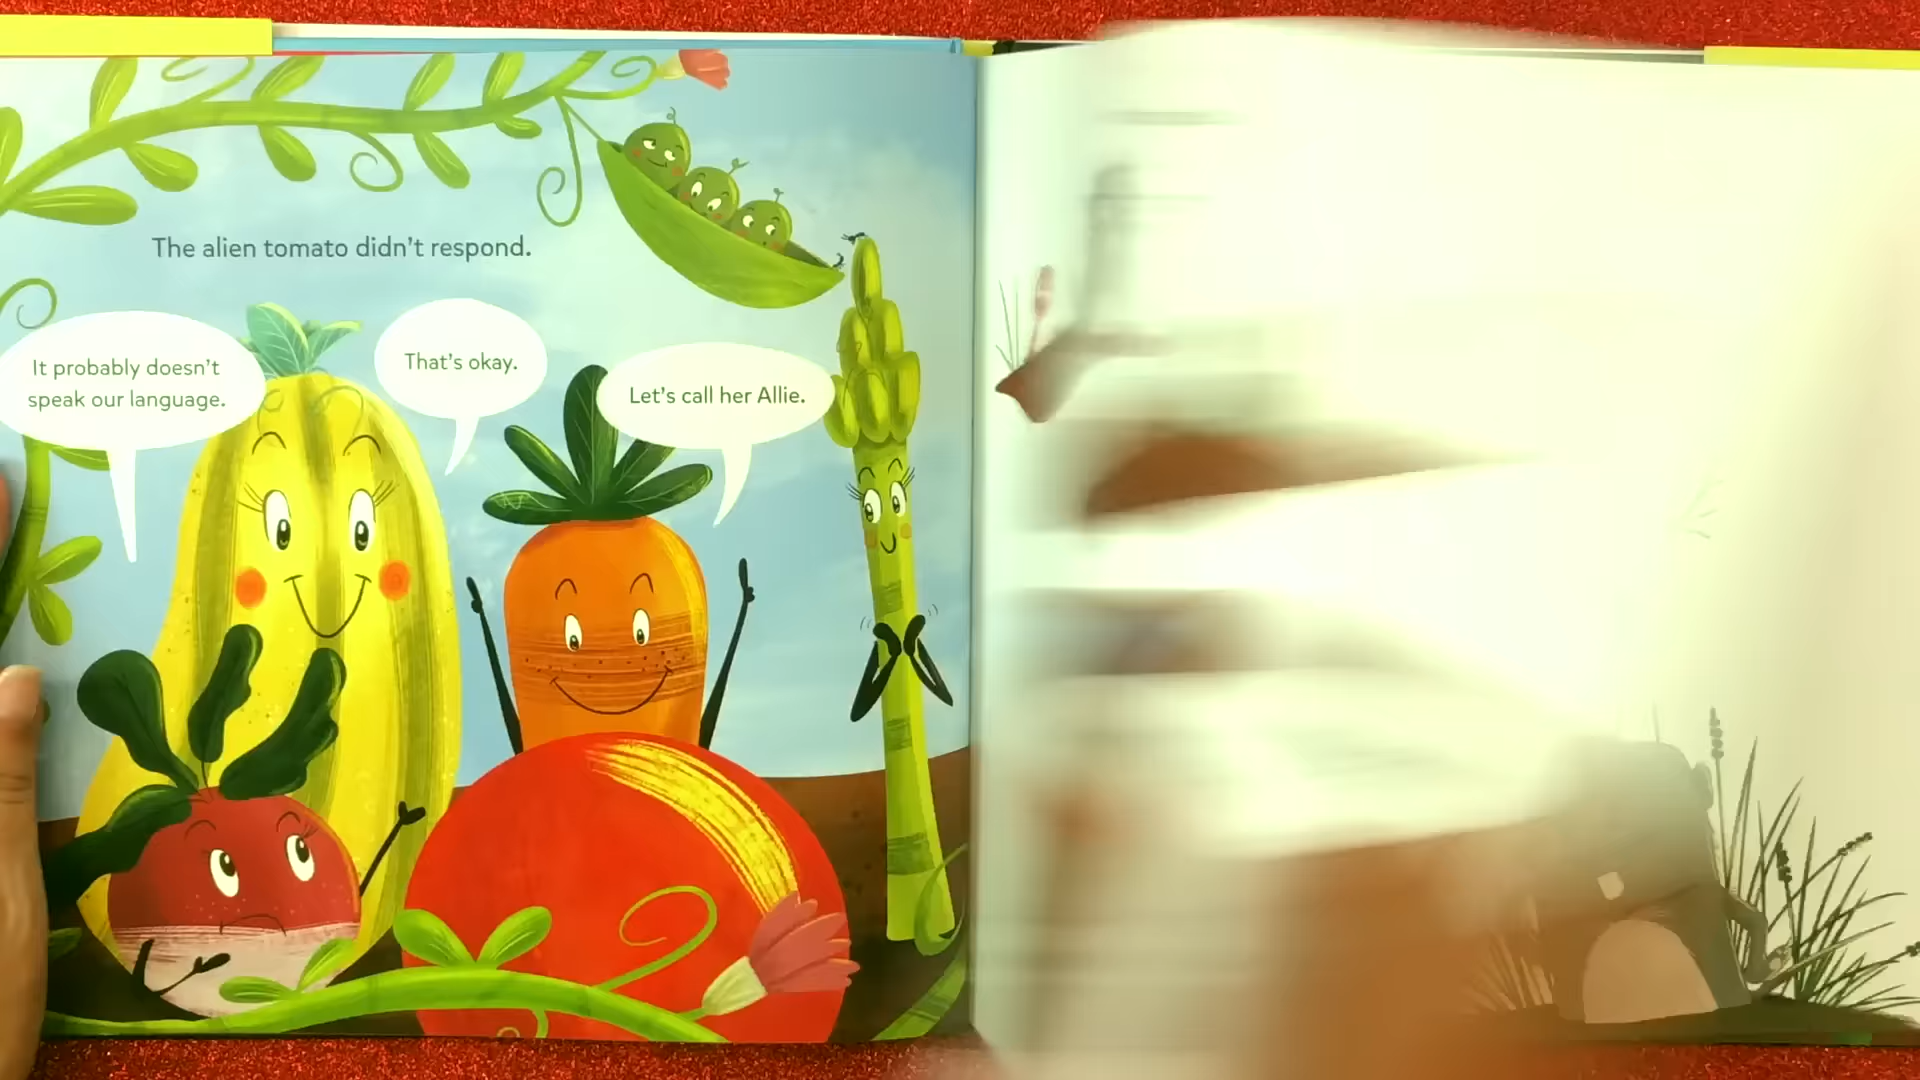 The alien tomato didn't respond.
It probably doesn't
speak our language.
That's okay.
Let's call her Allie.